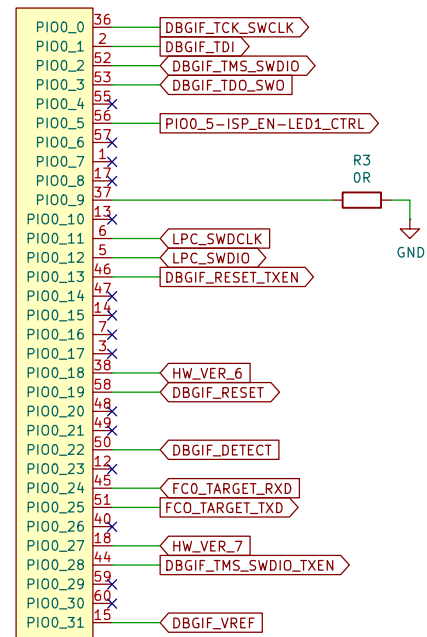 PIO0_0 36 DBGIF_TCK_SWCLK
PIO0_1 2 DBGIF_TDI
PIO0_2 52 DBGIF_TMS_SWDIO
PIO0_3 53 DBGIF_TDO_SWO
PIO0_4 55
PIO0_5 56 PIO0_5-ISP_EN-LED1_CTRL
PIO0_6 57
PIO0_7 1
R3
PIO0_8 17 0R
PIO0_9 37
PIO0_10 13
PIO0_11 6 LPC_SWDCLK
PIO0_12 5 LPC_SWDIO GND
PIO0_13 46 DBGIF_RESET_TXEN
PIO0_14 47
PIO0_15 14
PIO0_16 7
PIO0_17 3
PIO0_18 38 HW_VER_6
PIO0_19 58 DBGIF_RESET
PIO0_20 48
PIO0_21 49
PIO0_22 50 DBGIF_DETECT
PIO0_23 12
PIO0_24 45 FC0_TARGET_RXD
PIO0_25 51 FC0_TARGET_TXD
PIO0_26 40
PIO0_27 18 HW_VER_7
PIO0_28 44 DBGIF_TMS_SWDIO_TXEN
PIO0_29 59
PIO0_30 60
PIO0_31 15 DBGIF_VREF